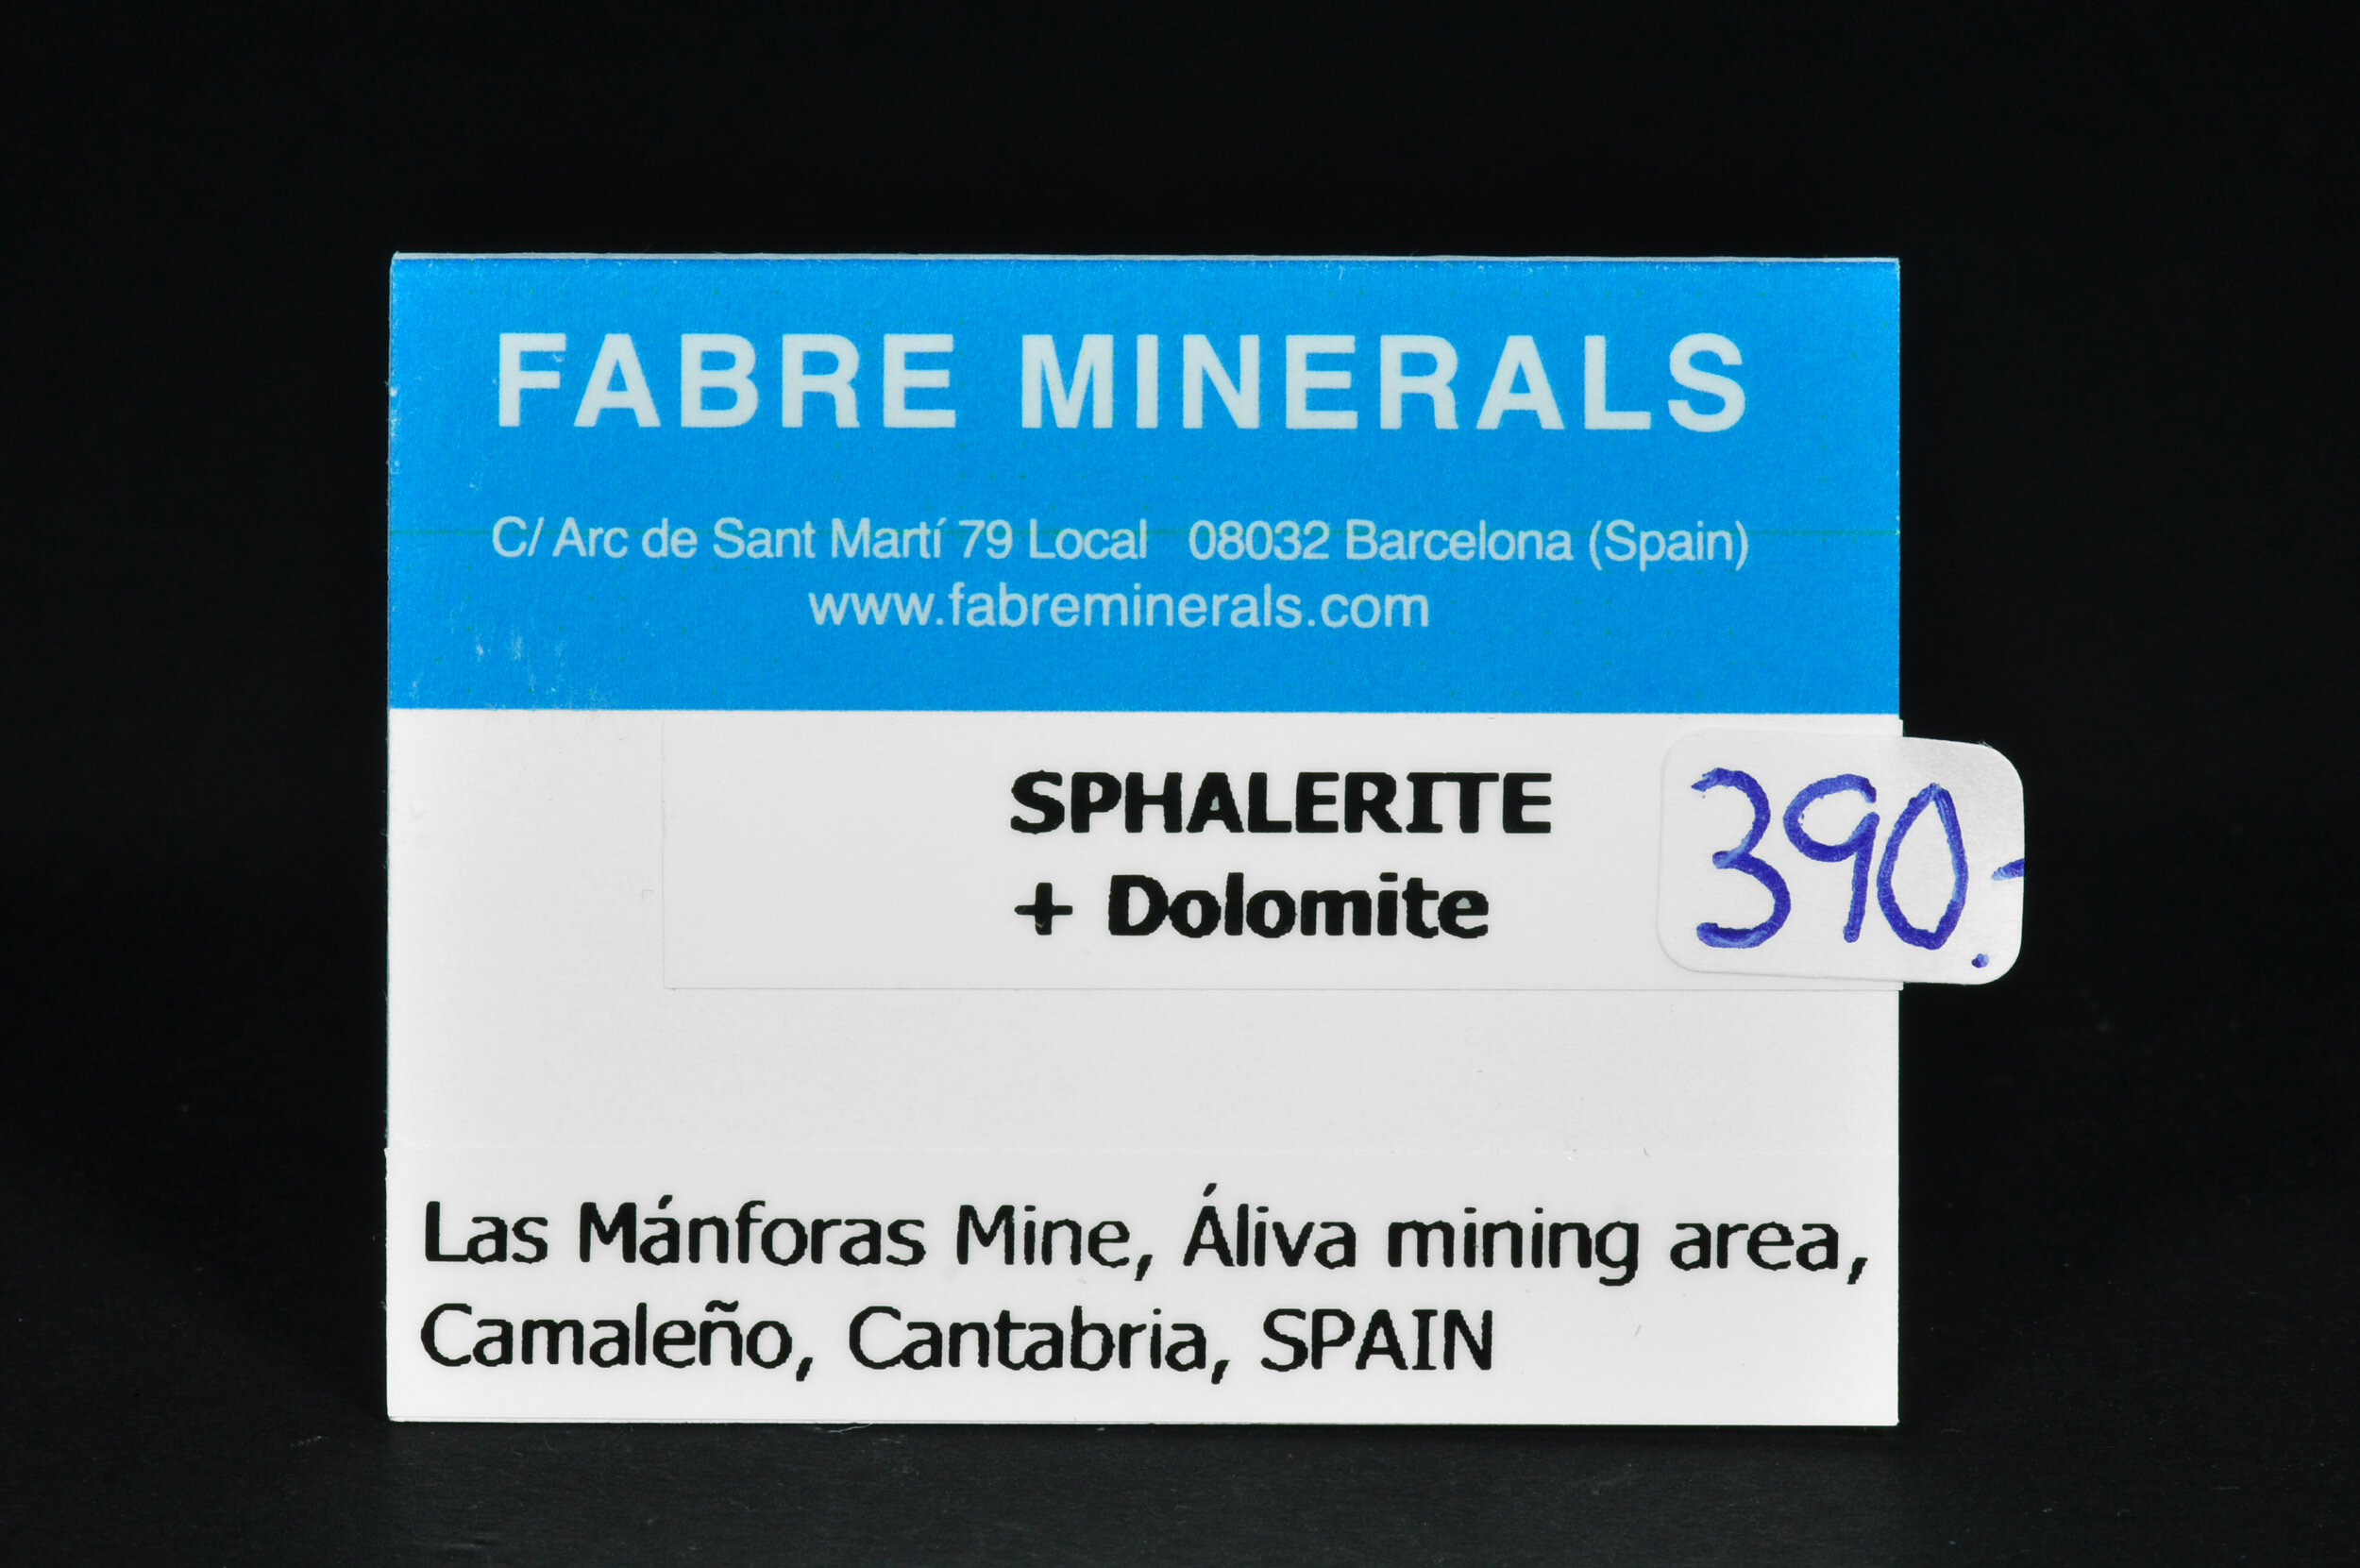 FABRE MINERALS
C/ Arc de Sant Martí 79 Local 08032 Barcelona (Spain)
www.fabreminerals.com
SPHALERITE
+ Dolomite
390.-
Las Mánforas Mine, Áliva mining area,
Camaleño, Cantabria, SPAIN